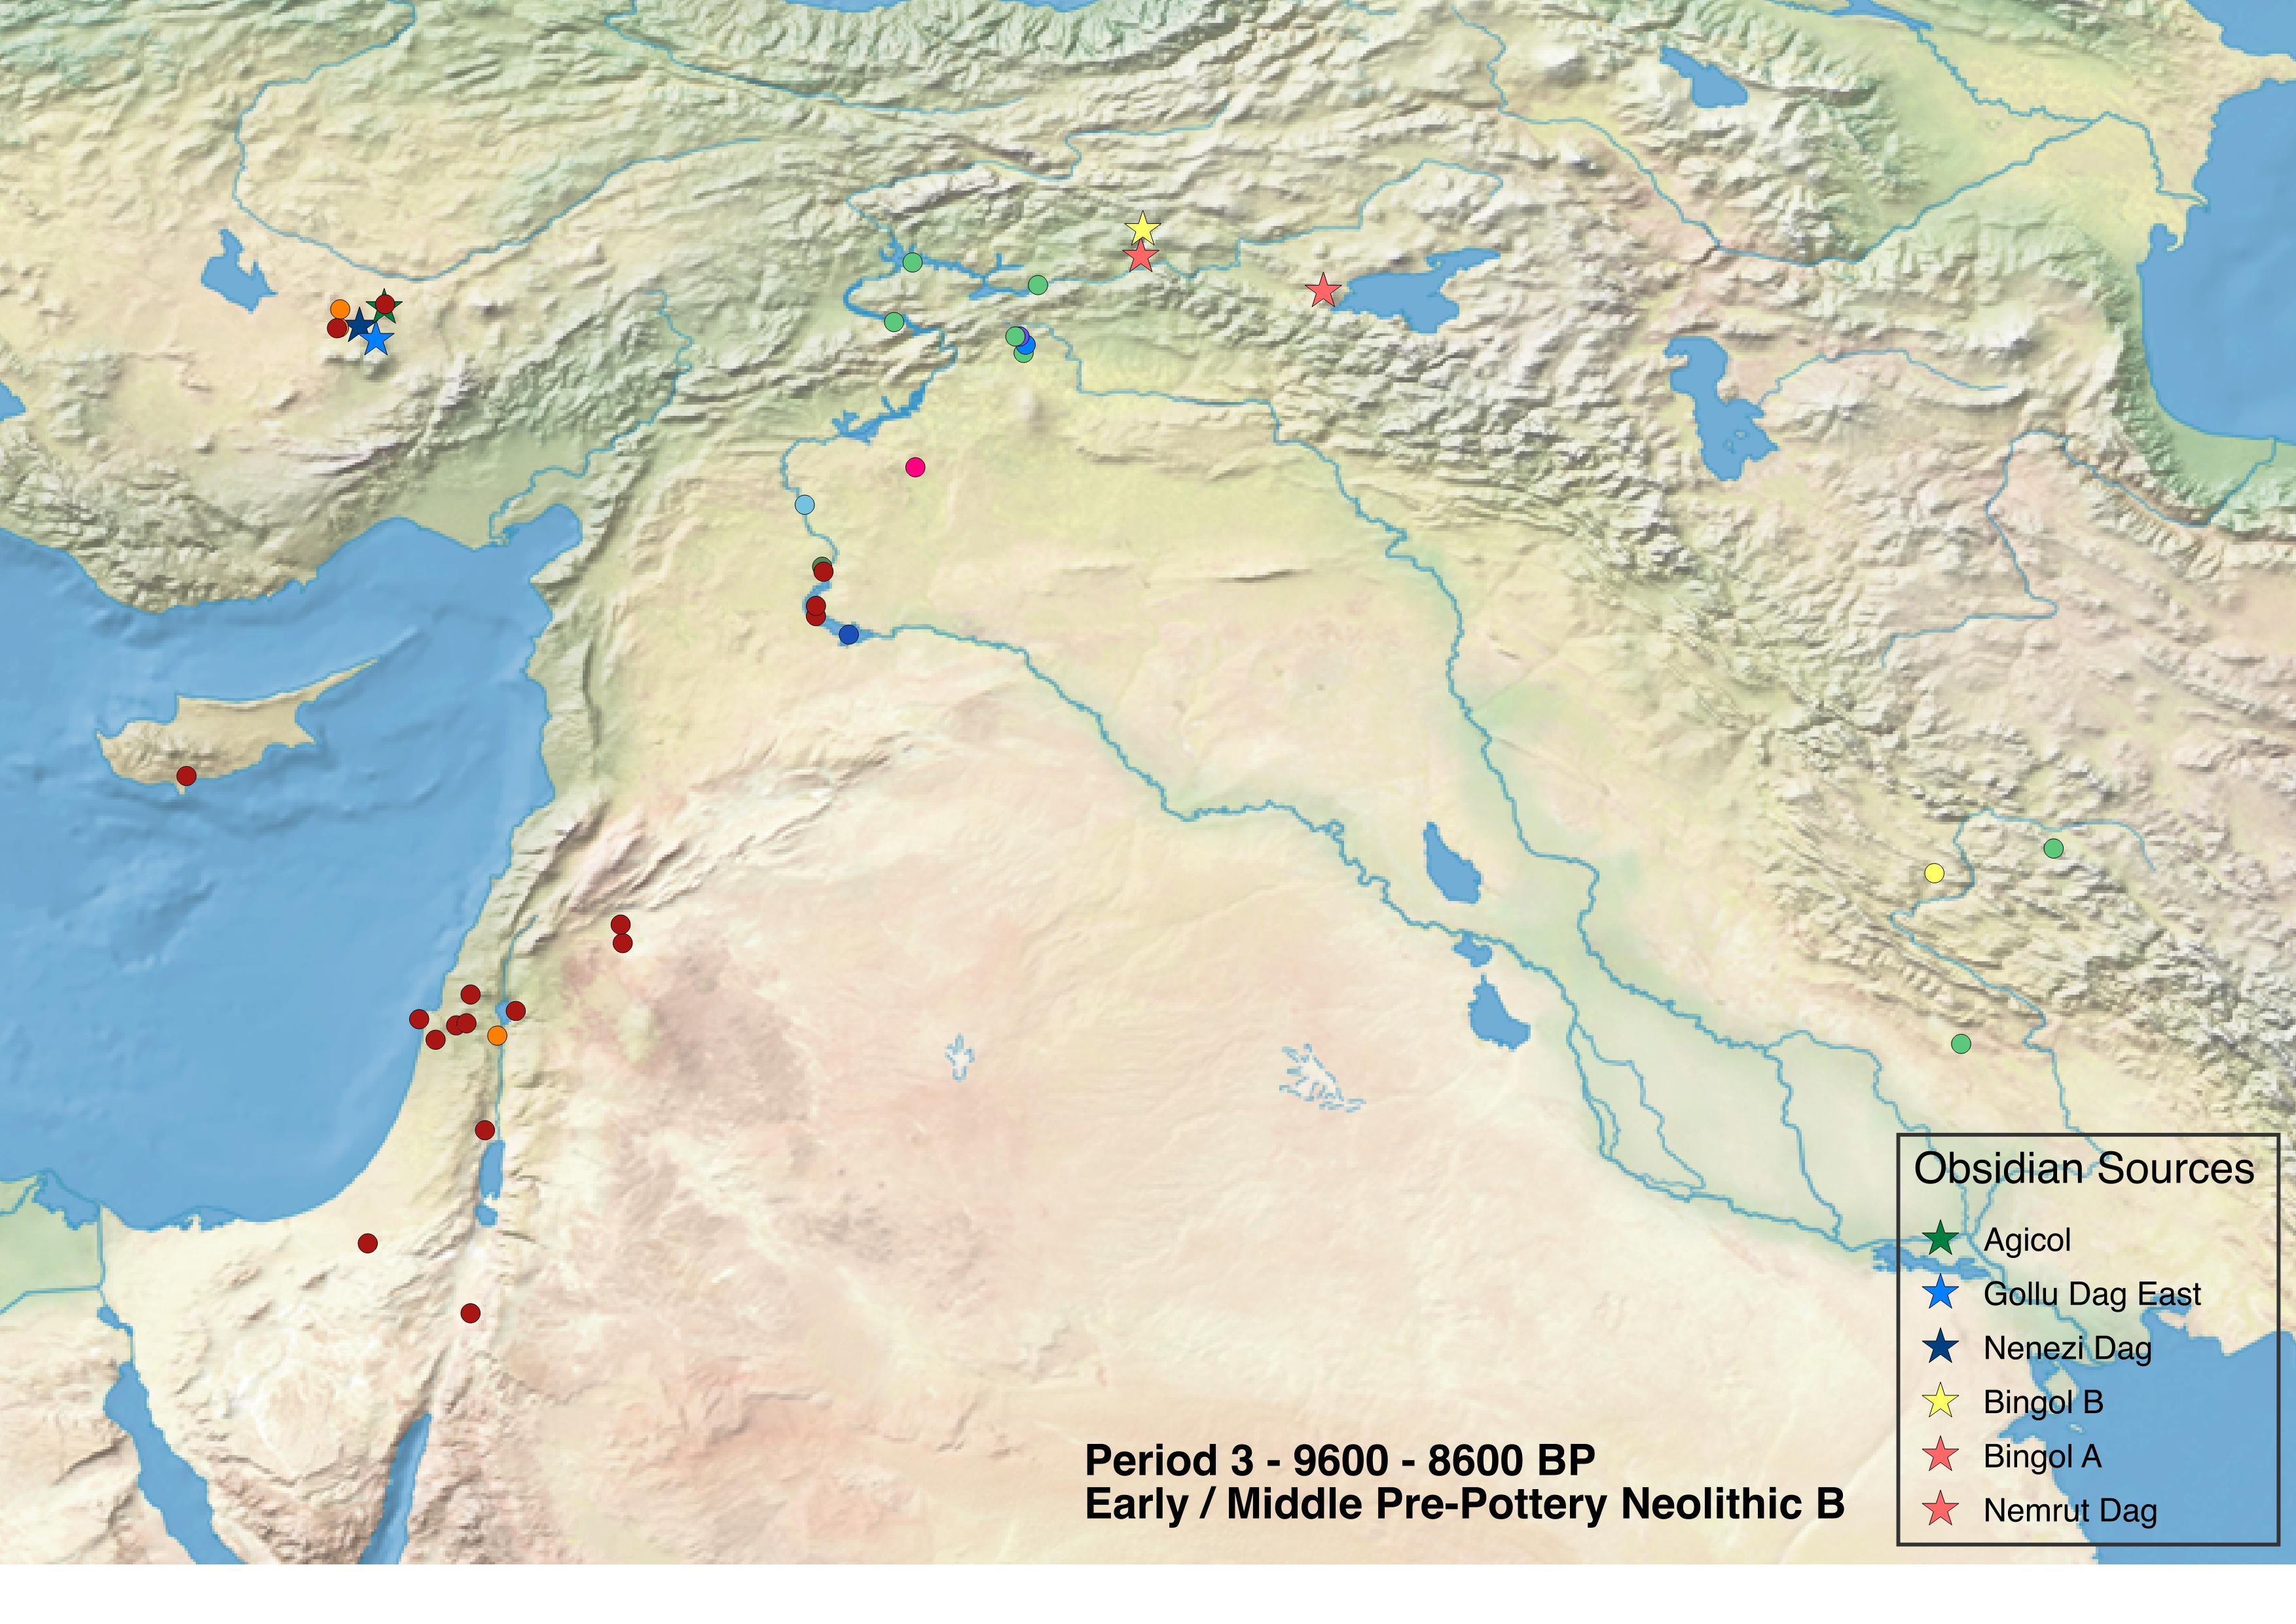 Period 3 - 9600 - 8600 BP
Early / Middle Pre-Pottery Neolithic B
Obsidian Sources
Agicol
Gollu Dag East
Nenezi Dag
Bingol B
Bingol A
Nemrut Dag